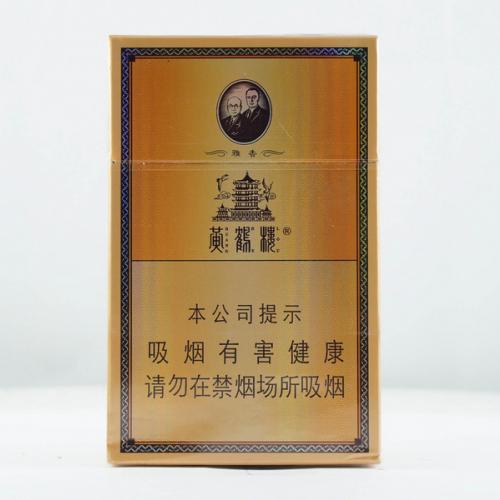 雅香
黄鹤楼®
本公司提示
吸烟有害健康
请勿在禁烟场所吸烟